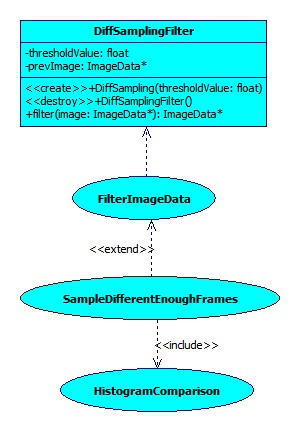 DiffSamplingFilter
-thresholdValue: float
-prevImage: ImageData*
<<create>>+DiffSampling(thresholdValue: float)
<<destroy>>+DiffSamplingFilter()
+filter(image: ImageData*): ImageData*
FilterImageData
<<extend>>
SampleDifferentEnoughFrames
<<include>>
HistogramComparison